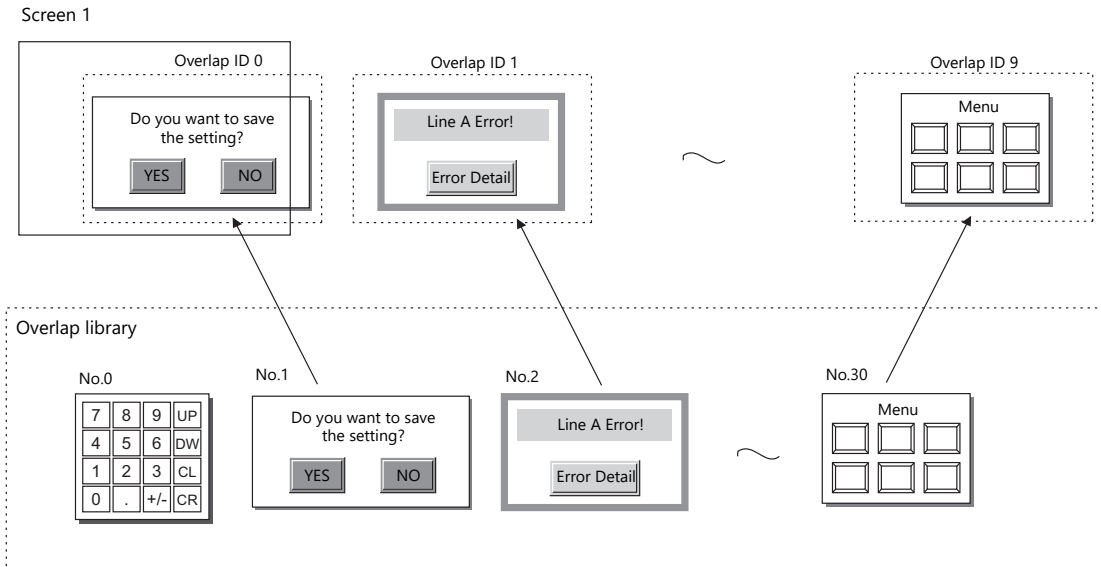 Screen 1
Overlap ID 0
Overlap ID 1
Overlap ID 9
Do you want to save
the setting?
YES NO
Line A Error!
Error Detail
Menu
Overlap library
No.0
No.1
No.2
No.30
7 8 9 UP
4 5 6 DW
1 2 3 CL
0 . +/- CR
Do you want to save
the setting?
YES NO
Line A Error!
Error Detail
Menu